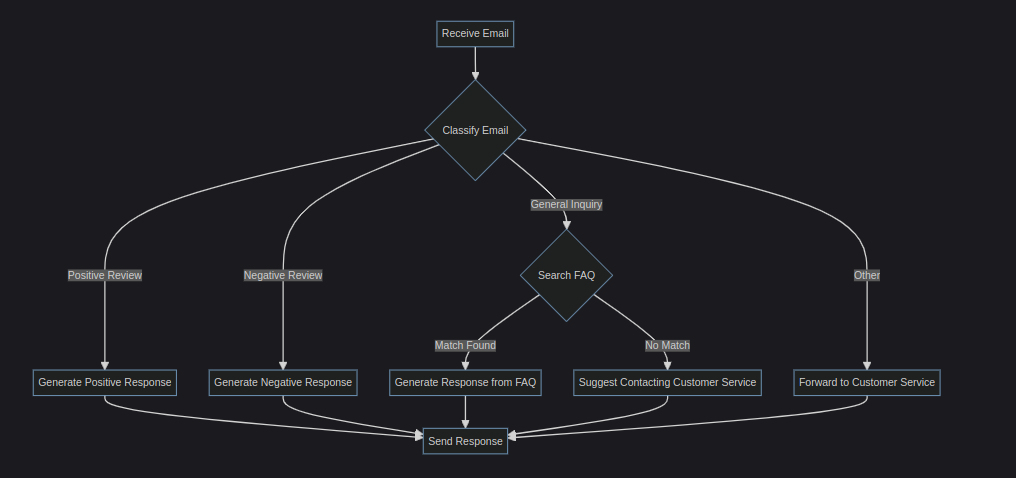 Receive Email
Classify Email
General Inquiry
Positive Review
Negative Review
Search FAQ
Other
Match Found
No Match
Generate Positive Response
Generate Negative Response
Generate Response from FAQ
Suggest Contacting Customer Service
Forward to Customer Service
Send Response